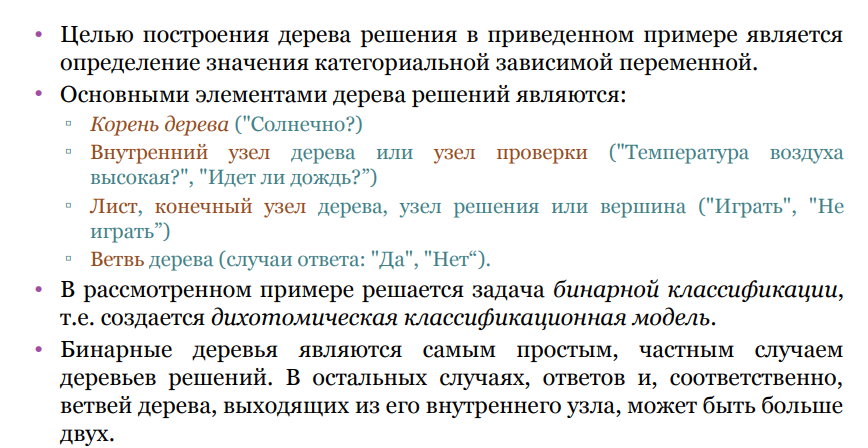 • Целью построения дерева решения в приведенном примере является
определение значения категориальной зависимой переменной.
• Основными элементами дерева решений являются:
▫ Корень дерева ("Солнечно?)
▫ Внутренний узел дерева или узел проверки ("Температура воздуха
высокая?", "Идет ли дождь?”)
▫ Лист, конечный узел дерева, узел решения или вершина ("Играть", "Не
играть”)
▫ Ветвь дерева (случаи ответа: "Да", "Нет“).
• В рассмотренном примере решается задача бинарной классификации,
т.е. создается дихотомическая классификационная модель.
• Бинарные деревья являются самым простым, частным случаем
деревьев решений. В остальных случаях, ответов и, соответственно,
ветвей дерева, выходящих из его внутреннего узла, может быть больше
двух.